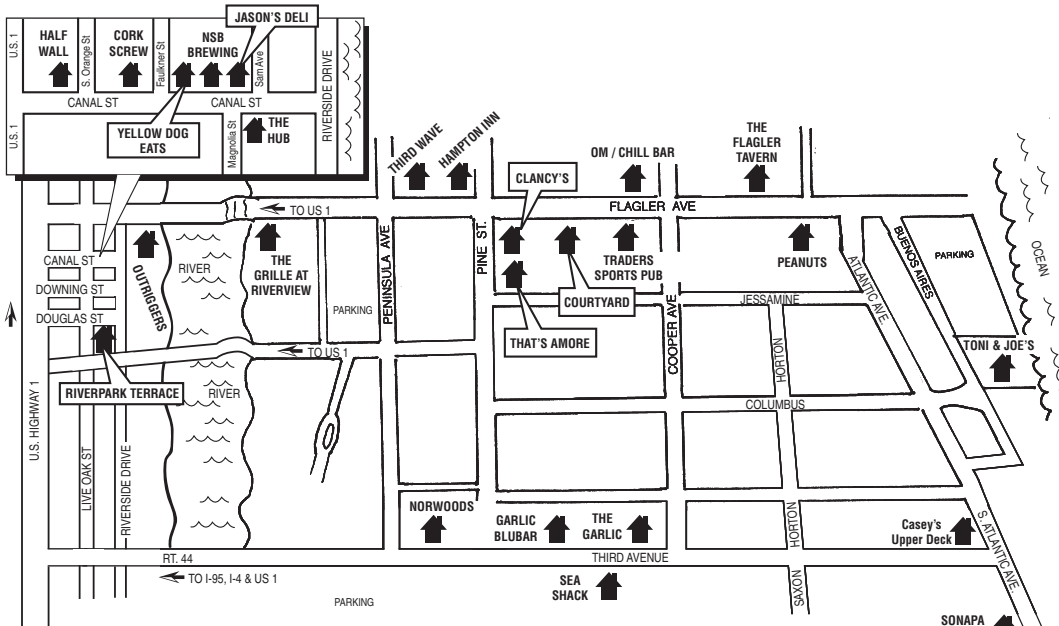 JASON'S DELI
U.S. 1
HALF
WALL
S. Orange St
CORK
SCREW
Faulkner St
NSB
BREWING
Sam Ave
RIVERSIDE DRIVE
CANAL ST
CANAL ST
U.S. 1
YELLOW DOG
EATS
Magnolia St
THE
HUB
THIRD WAVE
HAMPTON INN
CLANCY'S
OM / CHILL BAR
THE
FLAGLER
TAVERN
TO US 1
FLAGLER AVE
CANAL ST
DOWNING ST
DOUGLAS ST
OUTRIGGERS
RIVER
THE
GRILLE AT
RIVERVIEW
PARKING
PENINSULA AVE
PINE ST.
TRADERS
SPORTS PUB
COURTYARD
THAT'S AMORE
COOPER AVE
PEANUTS
JESSAMINE
ATLANTIC AVE.
BUENOS AIRES
PARKING
OCEAN
TONI & JOE'S
TO US 1
RIVERPARK TERRACE
RIVER
HORTON
COLUMBUS
U.S. HIGHWAY 1
LIVE OAK ST
RIVERSIDE DRIVE
NORWOODS
GARLIC
BLUBAR
THE
GARLIC
HORTON
Casey's
Upper Deck
S. ATLANTIC AVE.
RT. 44
THIRD AVENUE
TO I-95, I-4 & US 1
SEA
SHACK
SAXON
PARKING
SONAPA